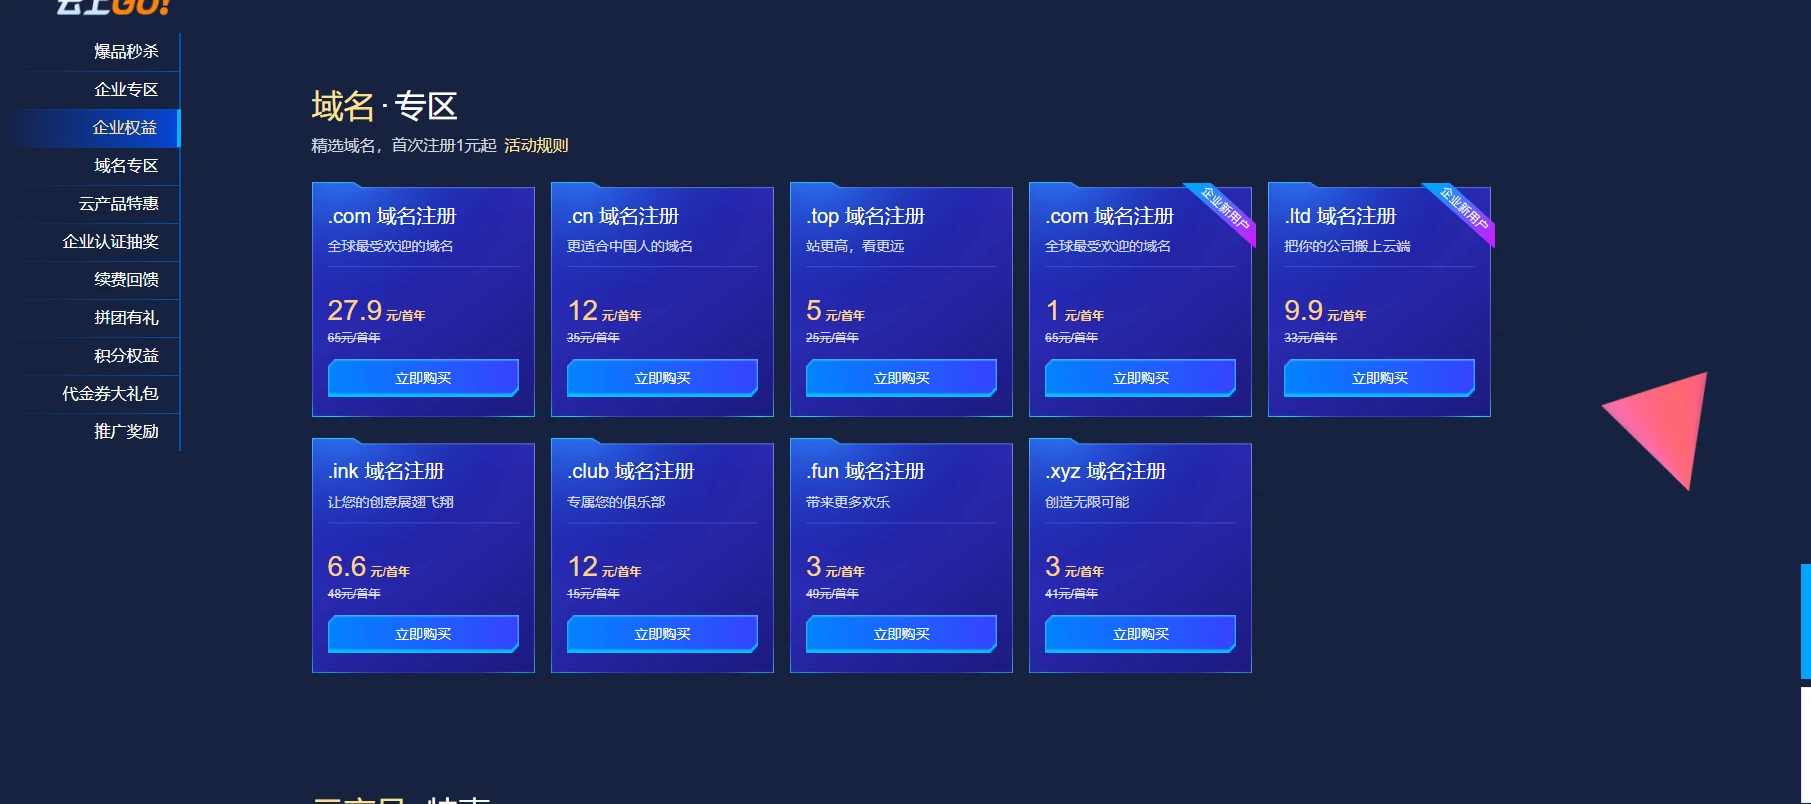 云上GO!
爆品秒杀
企业专区
企业权益
域名专区
云产品特惠
企业认证抽奖
续费回馈
拼团有礼
积分权益
代金券大礼包
推广奖励
域名·专区
精选域名，首次注册1元起 活动规则
.com 域名注册
全球最受欢迎的域名
27.9 元/首年
65元/首年
立即购买
.cn 域名注册
更适合中国人的域名
12 元/首年
35元/首年
立即购买
.top 域名注册
站更高，看更远
5 元/首年
25元/首年
立即购买
企业新用户
.com 域名注册
全球最受欢迎的域名
1 元/首年
65元/首年
立即购买
企业新用户
.ltd 域名注册
把你的公司搬上云端
9.9 元/首年
33元/首年
立即购买
.ink 域名注册
让您的创意展翅飞翔
6.6 元/首年
48元/首年
立即购买
.club 域名注册
专属您的俱乐部
12 元/首年
15元/首年
立即购买
.fun 域名注册
带来更多欢乐
3 元/首年
49元/首年
立即购买
.xyz 域名注册
创造无限可能
3 元/首年
41元/首年
立即购买